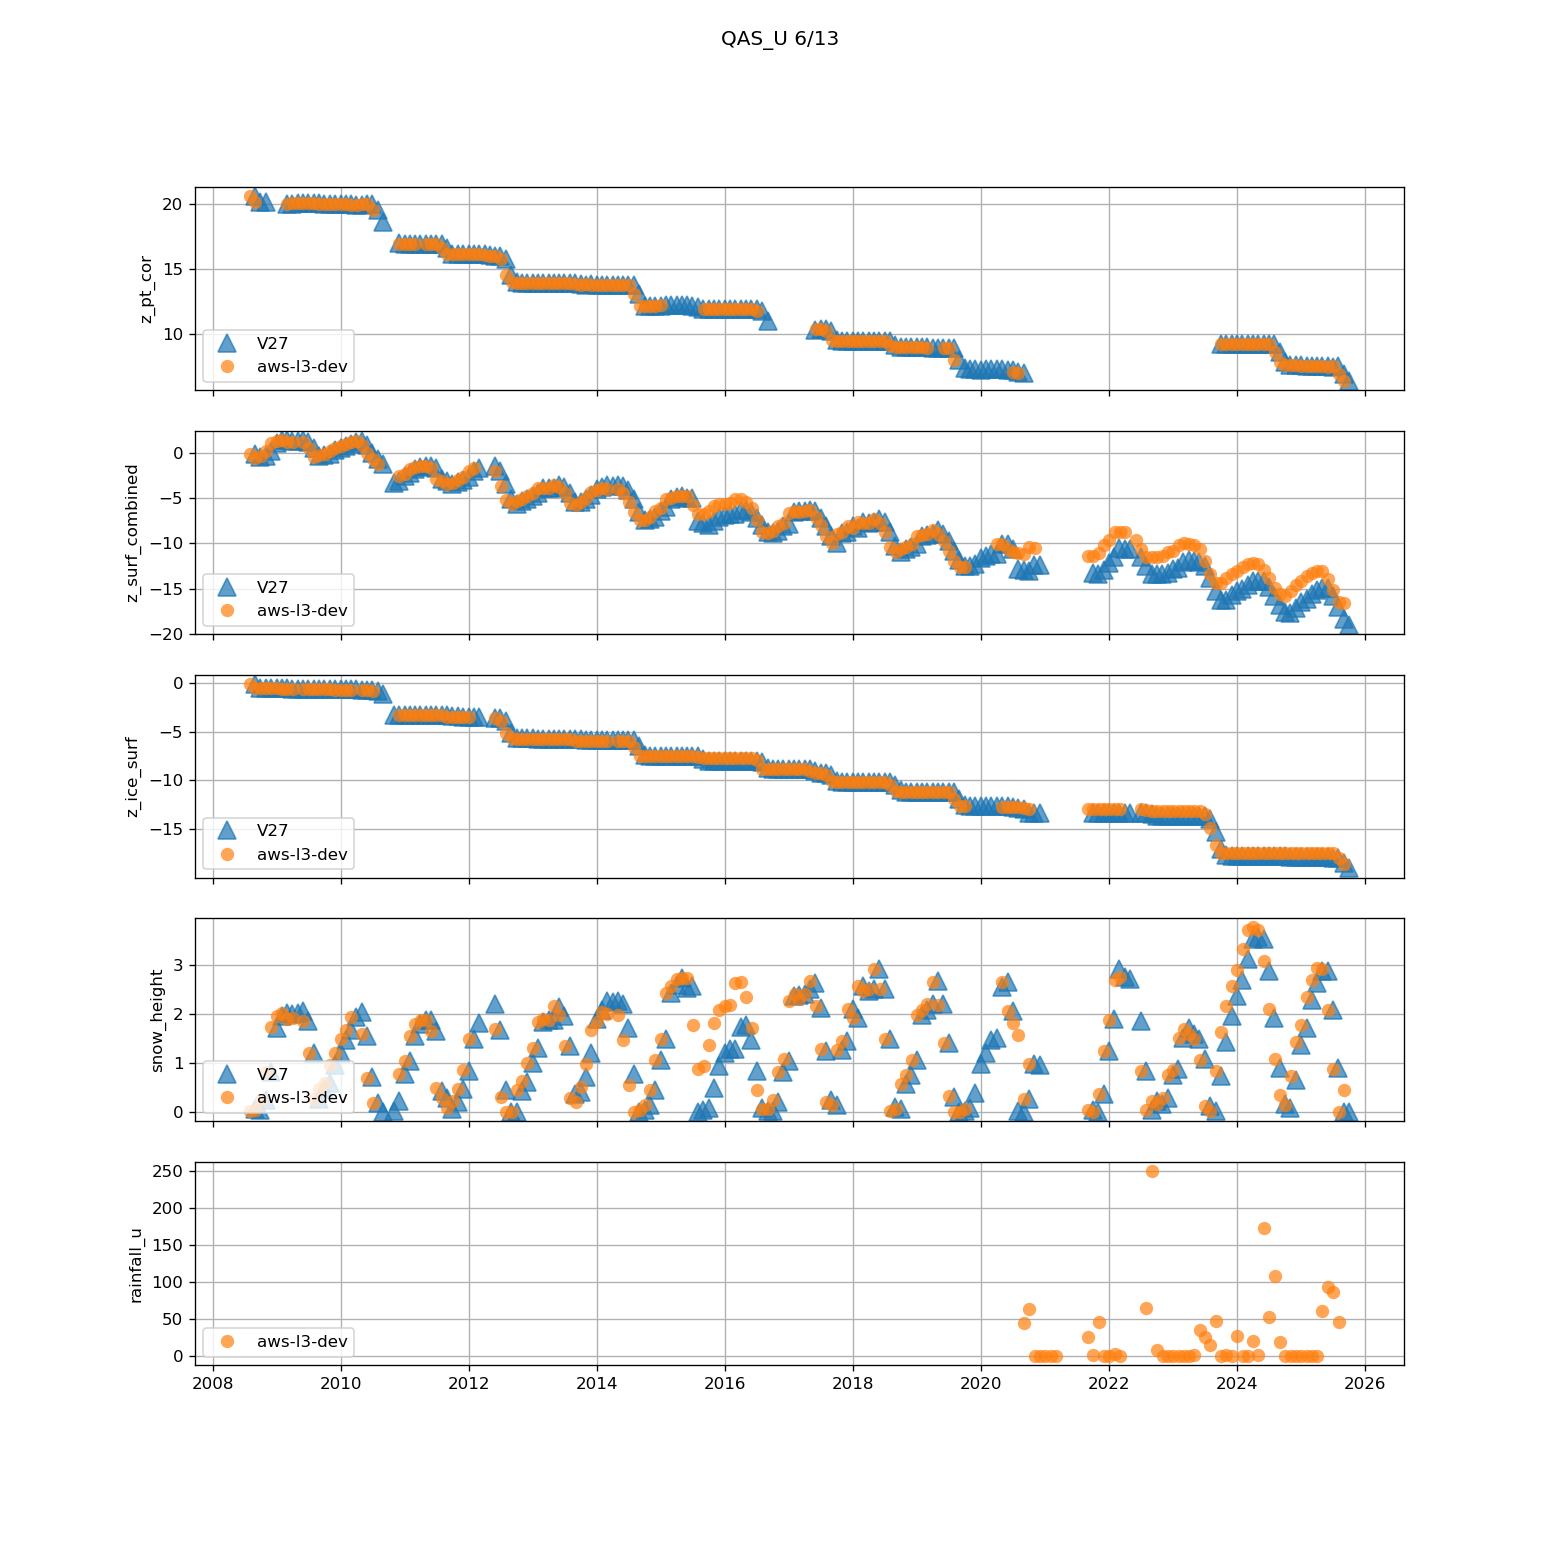 QAS_U 6/13
20
15
10
z_pt_cor
V27
aws-l3-dev
0
−5
−10
−15
−20
z_surf_combined
V27
aws-l3-dev
0
−5
−10
−15
z_ice_surf
V27
aws-l3-dev
3
2
1
0
snow_height
V27
aws-l3-dev
250
200
150
100
50
0
rainfall_u
aws-l3-dev
2008 2010 2012 2014 2016 2018 2020 2022 2024 2026